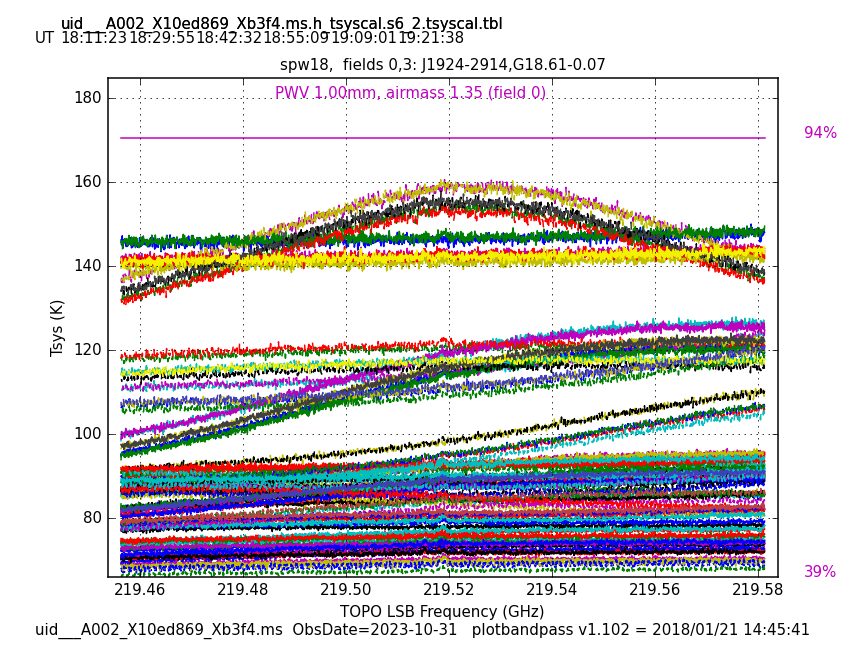 uid___A002_X10ed869_Xb3f4.ms.h_tsyscal.s6_2.tsyscal.tbl
UT 18:11:23 18:29:55 18:42:32 18:55:09 19:09:01 19:21:38
spw18,  fields 0,3: J1924-2914,G18.61-0.07
PWV 1.00mm, airmass 1.35 (field 0)
180
94%
160
140
Tsys (K)
120
100
80
39%
219.46 219.48 219.50 219.52 219.54 219.56 219.58
TOPO LSB Frequency (GHz)
uid___A002_X10ed869_Xb3f4.ms  ObsDate=2023-10-31   plotbandpass v1.102 = 2018/01/21 14:45:41